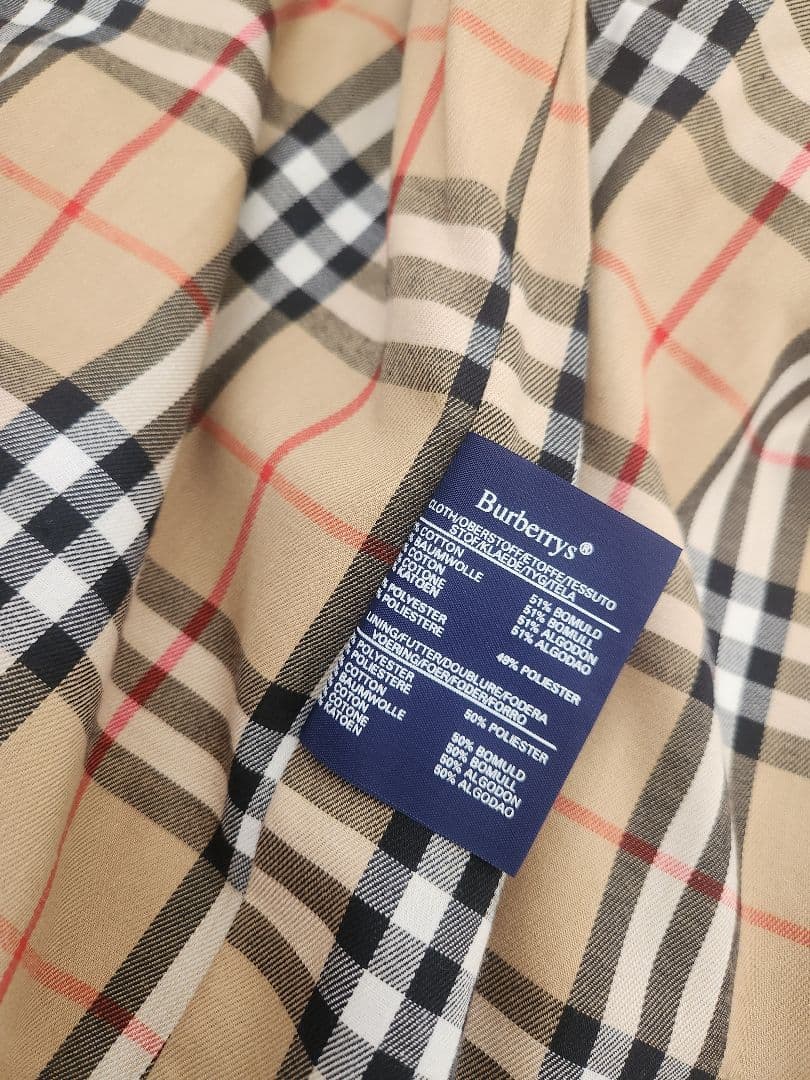 Burberrys®
CLOTH/OBERSTOFF/ETOFFE/TESSUTO
STOF/KLAEDE/TYG/TELA
% COTTON
BAUMWOLLE 51% BOMULD
COTON 51% BOMULL
COTONE 51% ALGODON
KATOEN 51% ALGODAO
% POLYESTER
POLIESTERE 49% POLIESTER
LINING/FUTTER/DOUBLURE/FODERA
VOERING/FOER/FODER/FORRO
POLYESTER
POLIESTERE 50% POLIESTER
COTTON
BAUMWOLLE 50% BOMULD
COTON 50% BOMULL
COTONE 50% ALGODON
KATOEN 50% ALGODAO